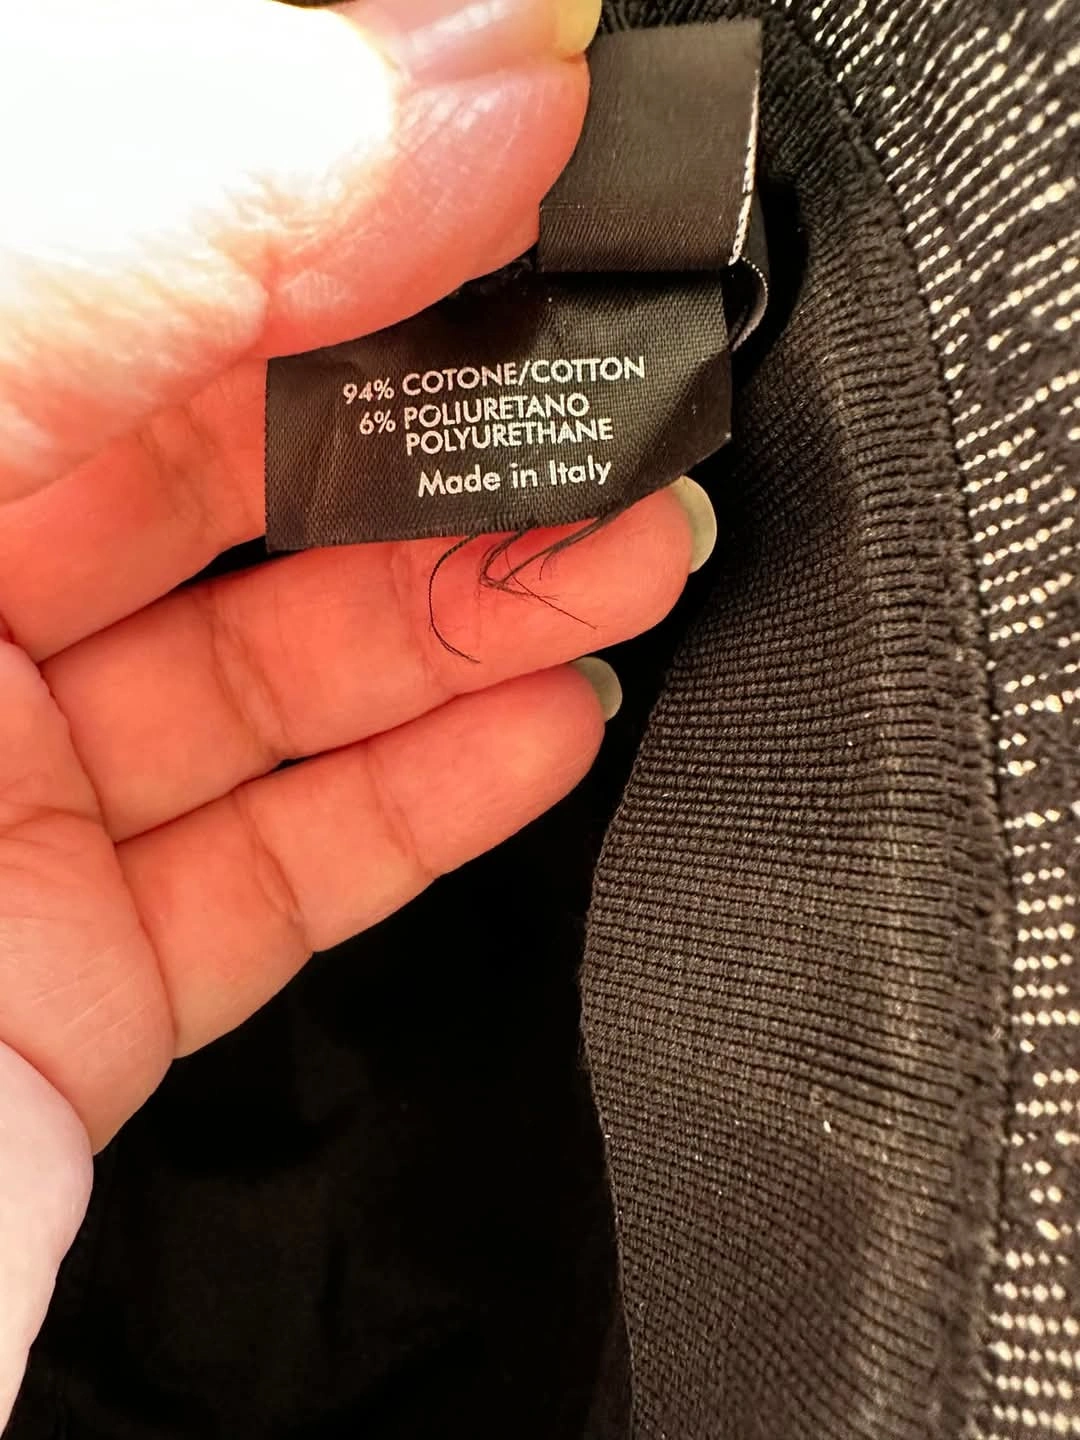 94% COTONE/COTTON
6% POLIURETANO
POLYURETHANE
Made in Italy